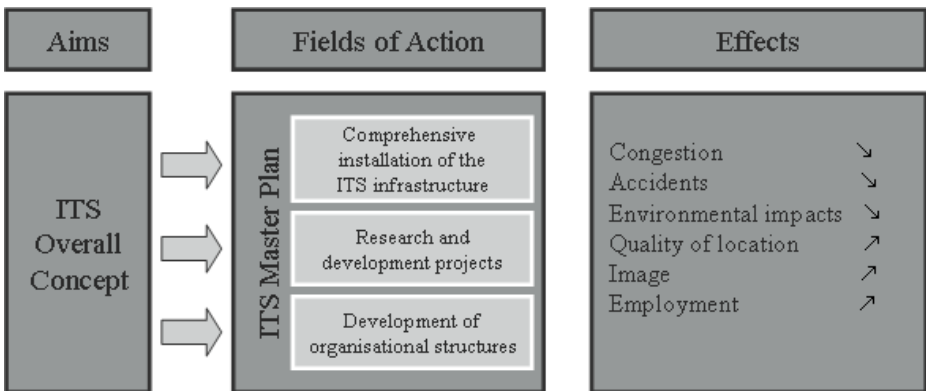 Aims
Fields of Action
Effects
ITS
Overall
Concept
ITS Master Plan
Comprehensive
installation of the
ITS infrastructure
Research and
development projects
Development of
organisational structures
Congestion ↘
Accidents ↘
Environmental impacts ↘
Quality of location ↗
Image ↗
Employment ↗